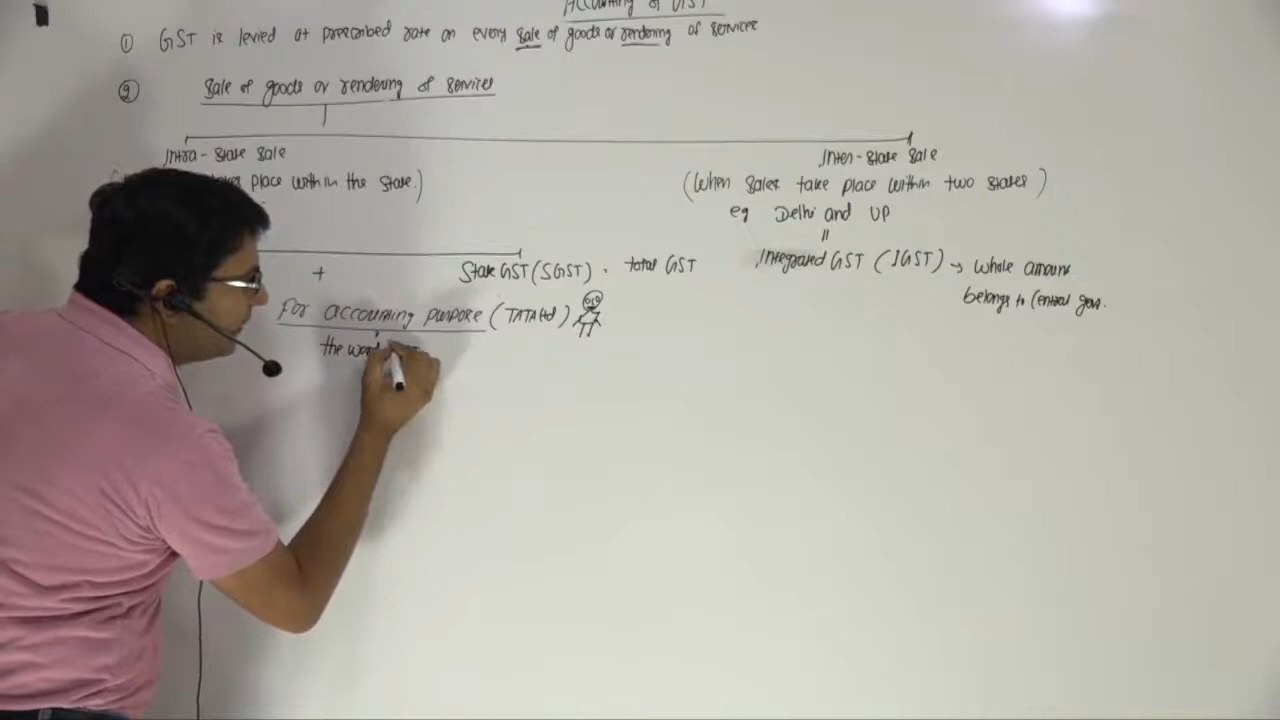 Accounting of GST
① GST is levied at prescribed rate on every sale of goods or rendering of services
② Sale of goods or rendering of services
Intra-State Sale
Inter-State Sale
place within the State.)
(When Sales take place within two states)
eg Delhi and UP
+ State GST (SGST) = total GST
Integrated GST (IGST) → Whole amount
belongs to Central govt.
For accounting purpose (TATA Ltd)
the word